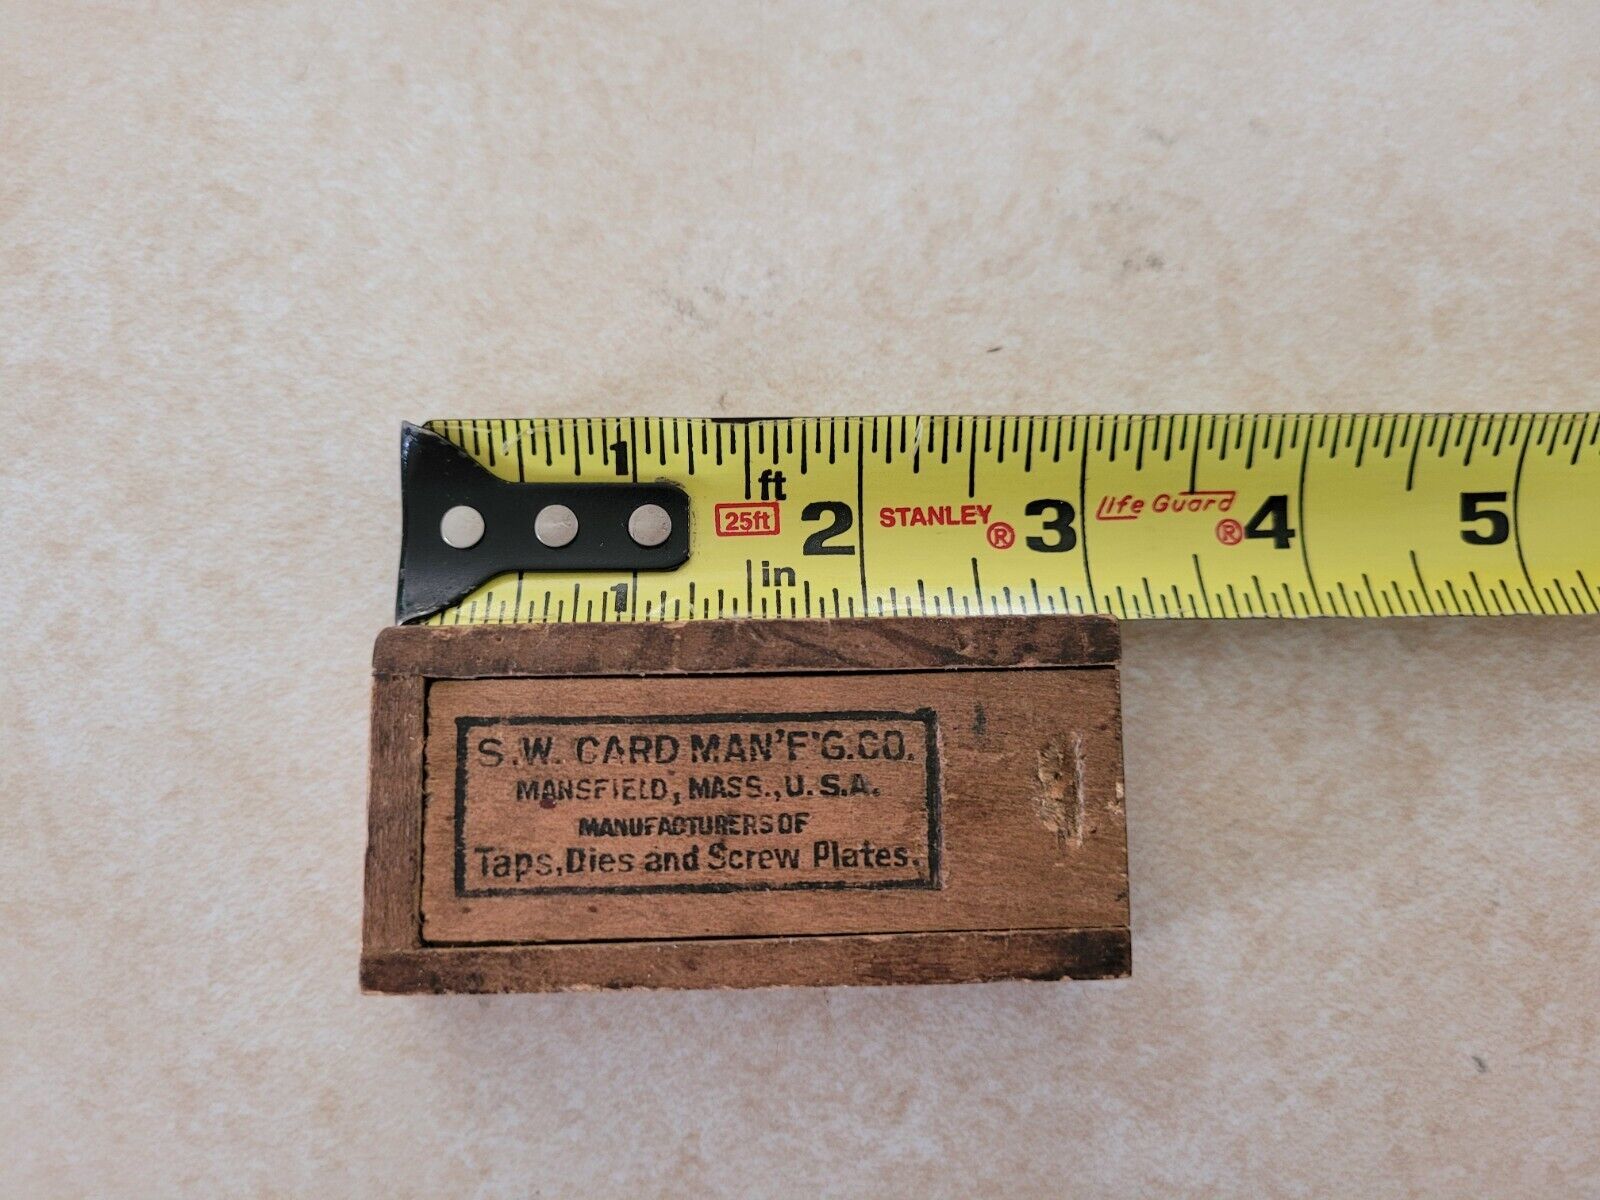 1
ft
25ft
2
STANLEY®
3
Life Guard®
4
5
in
1
S.W. CARD MAN'F'G.CO.
MANSFIELD, MASS., U.S.A.
MANUFACTURERS OF
Taps, Dies and Screw Plates.